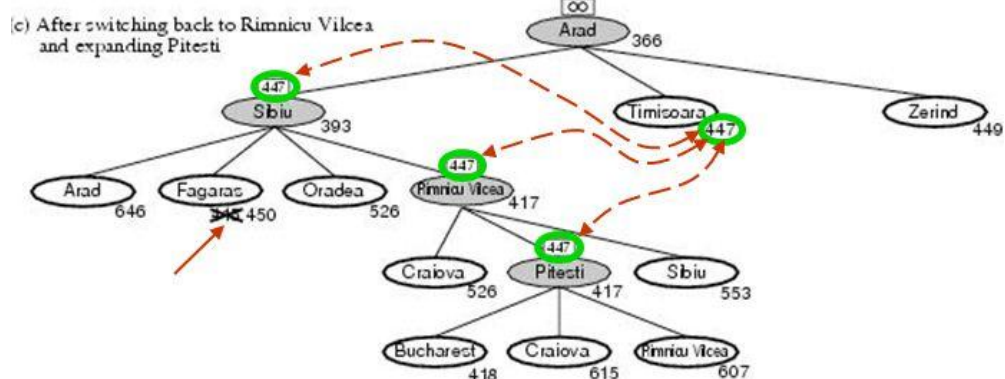 ∞
(c) After switching back to Rimnicu Vilcea
and expanding Pitesti
Arad
366
447
Sibiu
393
Timisoara
447
Zerind
449
Arad
646
Fagaras
450
Oradea
526
447
Rimnicu Vilcea
417
Craiova
526
447
Pitesti
417
Sibiu
553
Bucharest
418
Craiova
615
Rimnicu Vilcea
607